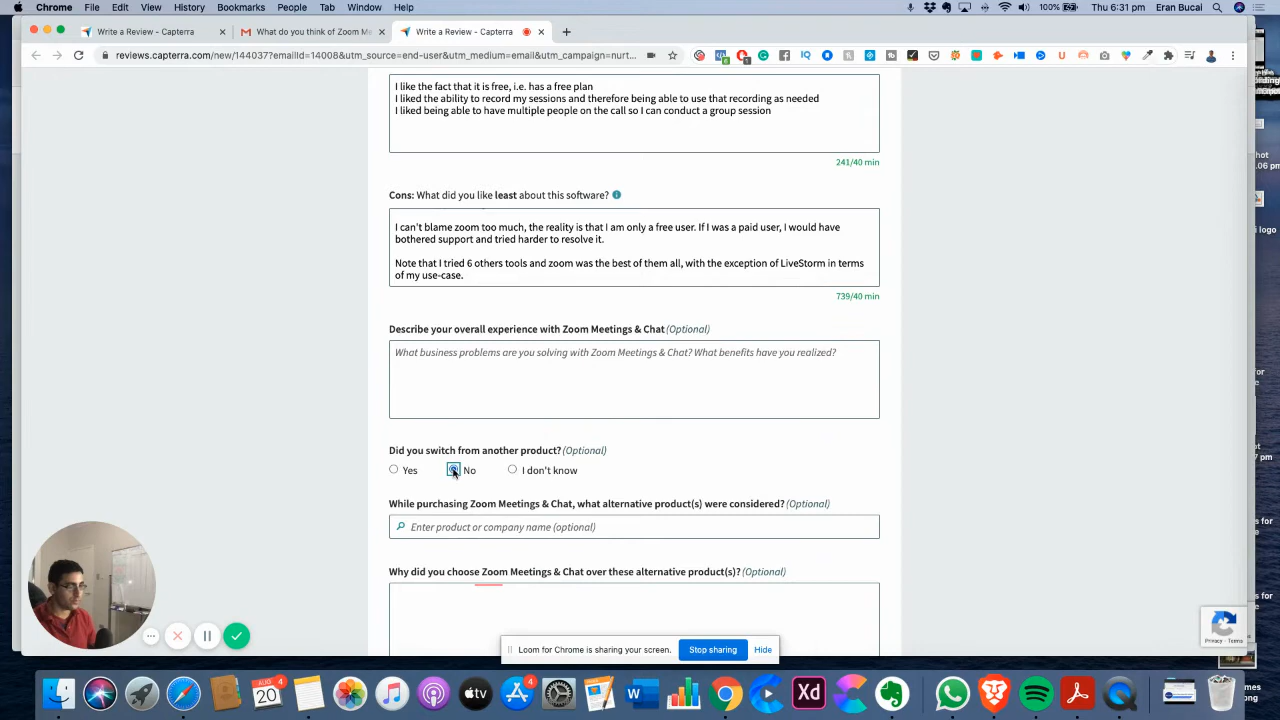 Chrome File Edit View History Bookmarks People Tab Window Help
100% Thu 6:31 pm Eran Bucai
Write a Review - Capterra
What do you think of Zoom Me
Write a Review - Capterra
reviews.capterra.com/new/144037?emailId=14008&utm_source=end-user&utm_medium=email&utm_campaign=nurt...
I like the fact that it is free, i.e. has a free plan
I liked the ability to record my sessions and therefore being able to use that recording as needed
I liked being able to have multiple people on the call so I can conduct a group session
241/40 min
Cons: What did you like least about this software?
I can't blame zoom too much, the reality is that I am only a free user. If I was a paid user, I would have
bothered support and tried harder to resolve it.
Note that I tried 6 others tools and zoom was the best of them all, with the exception of LiveStorm in terms
of my use-case.
739/40 min
Describe your overall experience with Zoom Meetings & Chat (Optional)
What business problems are you solving with Zoom Meetings & Chat? What benefits have you realized?
Did you switch from another product? (Optional)
Yes No I don't know
While purchasing Zoom Meetings & Chat, what alternative product(s) were considered? (Optional)
Enter product or company name (optional)
Why did you choose Zoom Meetings & Chat over these alternative product(s)? (Optional)
Loom for Chrome is sharing your screen. Stop sharing Hide
Privacy - Terms
AUG
20
4
tv
4
W
Xd